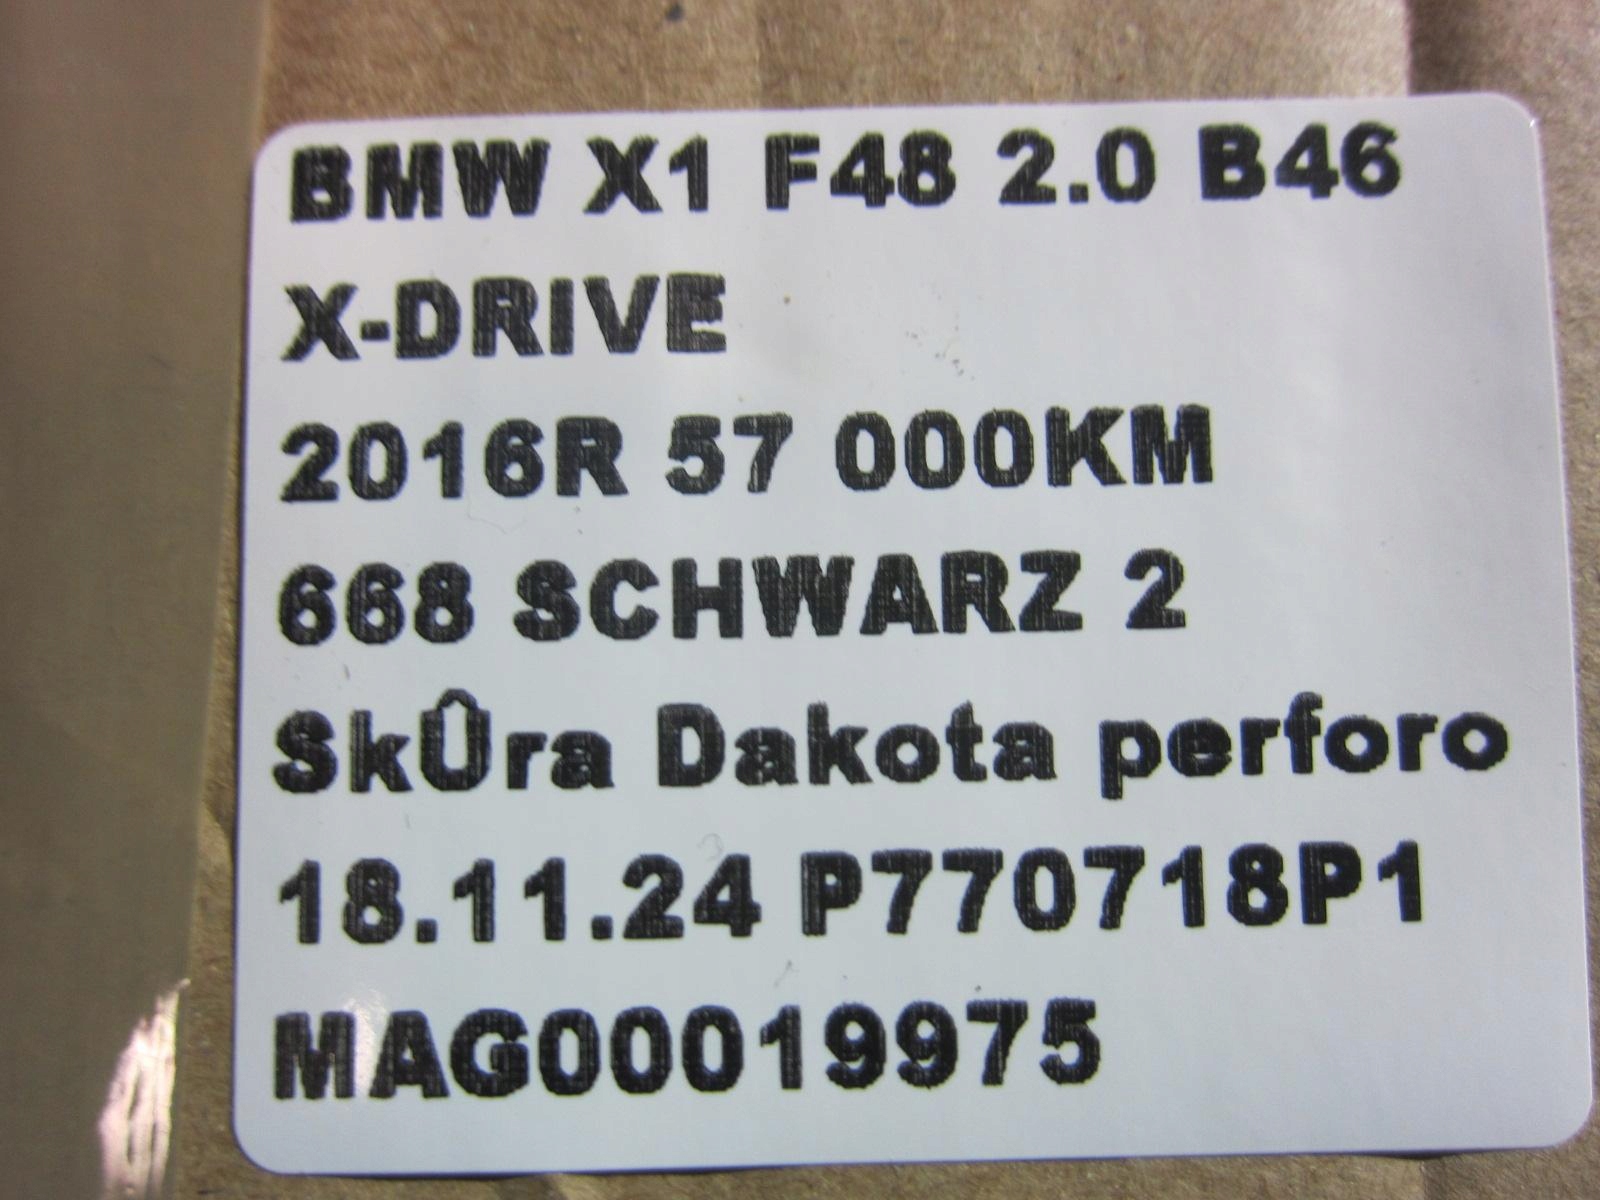 BMW X1 F48 2.0 B46
X-DRIVE
2016R 57 000KM
668 SCHWARZ 2
SkÛra Dakota perforo
18.11.24 P770718P1
MAG00019975